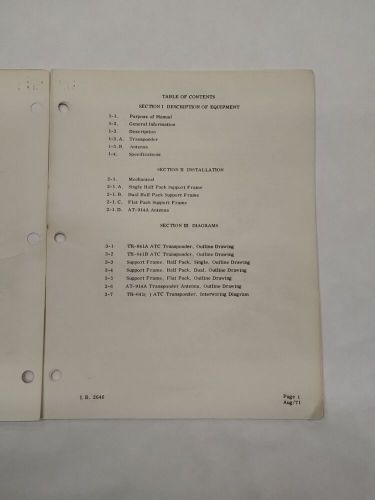 TABLE OF CONTENTS
SECTION I DESCRIPTION OF EQUIPMENT
1-1. Purpose of Manual
1-2. General Information
1-3. Description
1-3.A. Transponder
1-3.B. Antenna
1-4. Specifications
SECTION II INSTALLATION
2-1. Mechanical
2-1.A. Single Half Pack Support Frame
2-1.B. Dual Half Pack Support Frame
2-1.C. Flat Pack Support Frame
2-1.D. AT-914A Antenna
SECTION III DIAGRAMS
3-1 TR-641A ATC Transponder, Outline Drawing
3-2 TR-641B ATC Transponder, Outline Drawing
3-3 Support Frame, Half Pack, Single, Outline Drawing
3-4 Support Frame, Half Pack, Dual, Outline Drawing
3-5 Support Frame, Flat Pack, Outline Drawing
3-6 AT-914A Transponder Antenna, Outline Drawing
3-7 TR-641( ) ATC Transponder, Interwiring Diagram
I.B. 2646
Page i
Aug/71